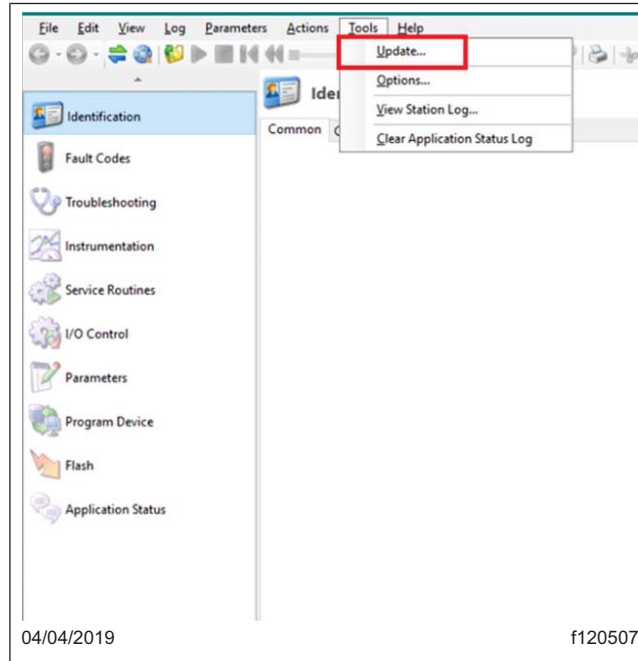 File Edit View Log Parameters Actions Tools Help
Update...
Options...
View Station Log...
Clear Application Status Log
Common
Identification
Fault Codes
Troubleshooting
Instrumentation
Service Routines
I/O Control
Parameters
Program Device
Flash
Application Status
04/04/2019 f120507